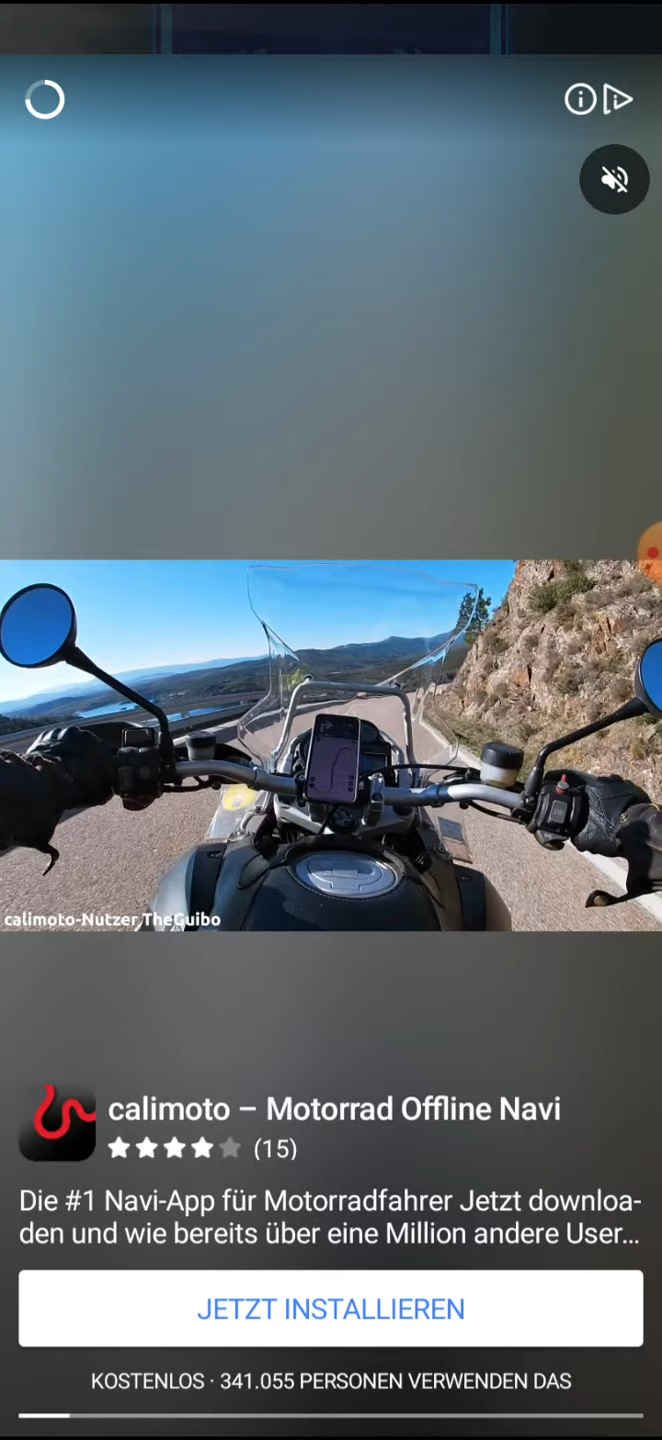 calimoto-Nutzer TheGuibo
calimoto – Motorrad Offline Navi
(15)
Die #1 Navi-App für Motorradfahrer Jetzt downloa-
den und wie bereits über eine Million andere User...
JETZT INSTALLIEREN
KOSTENLOS · 341.055 PERSONEN VERWENDEN DAS